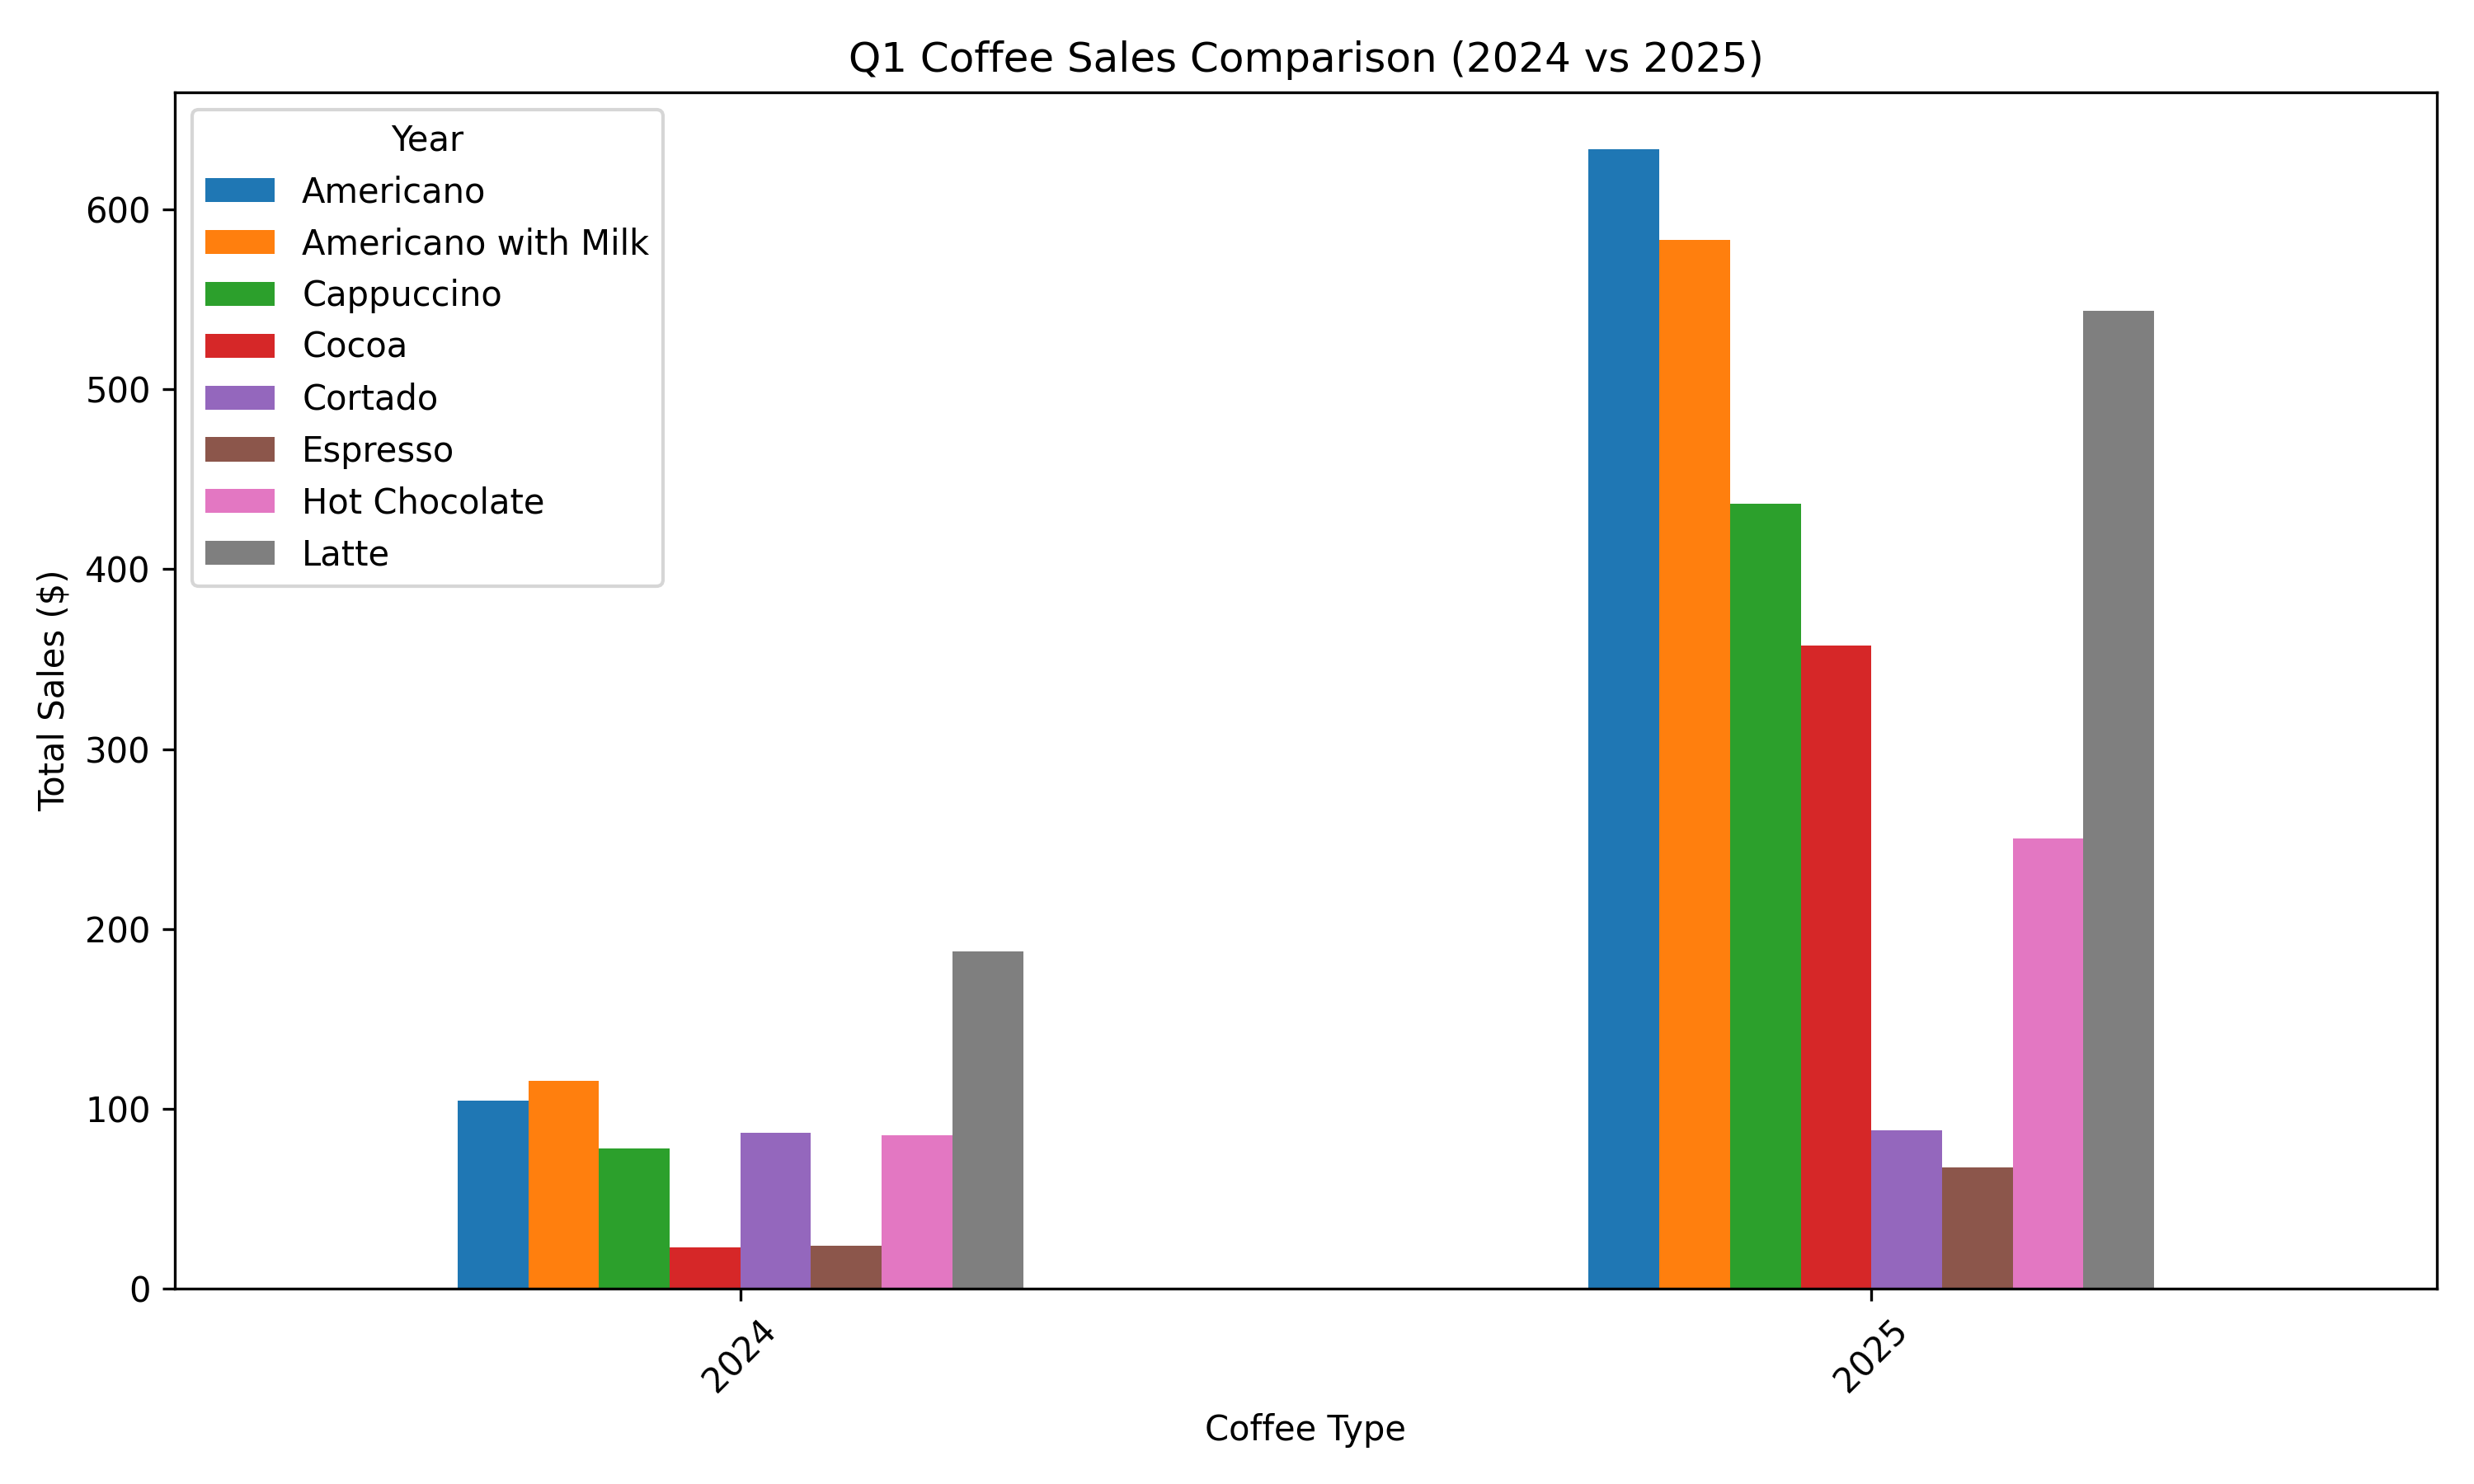 Q1 Coffee Sales Comparison (2024 vs 2025)
Year
Americano
Americano with Milk
Cappuccino
Cocoa
Cortado
Espresso
Hot Chocolate
Latte
Total Sales ($)
600
500
400
300
200
100
0
2024
2025
Coffee Type